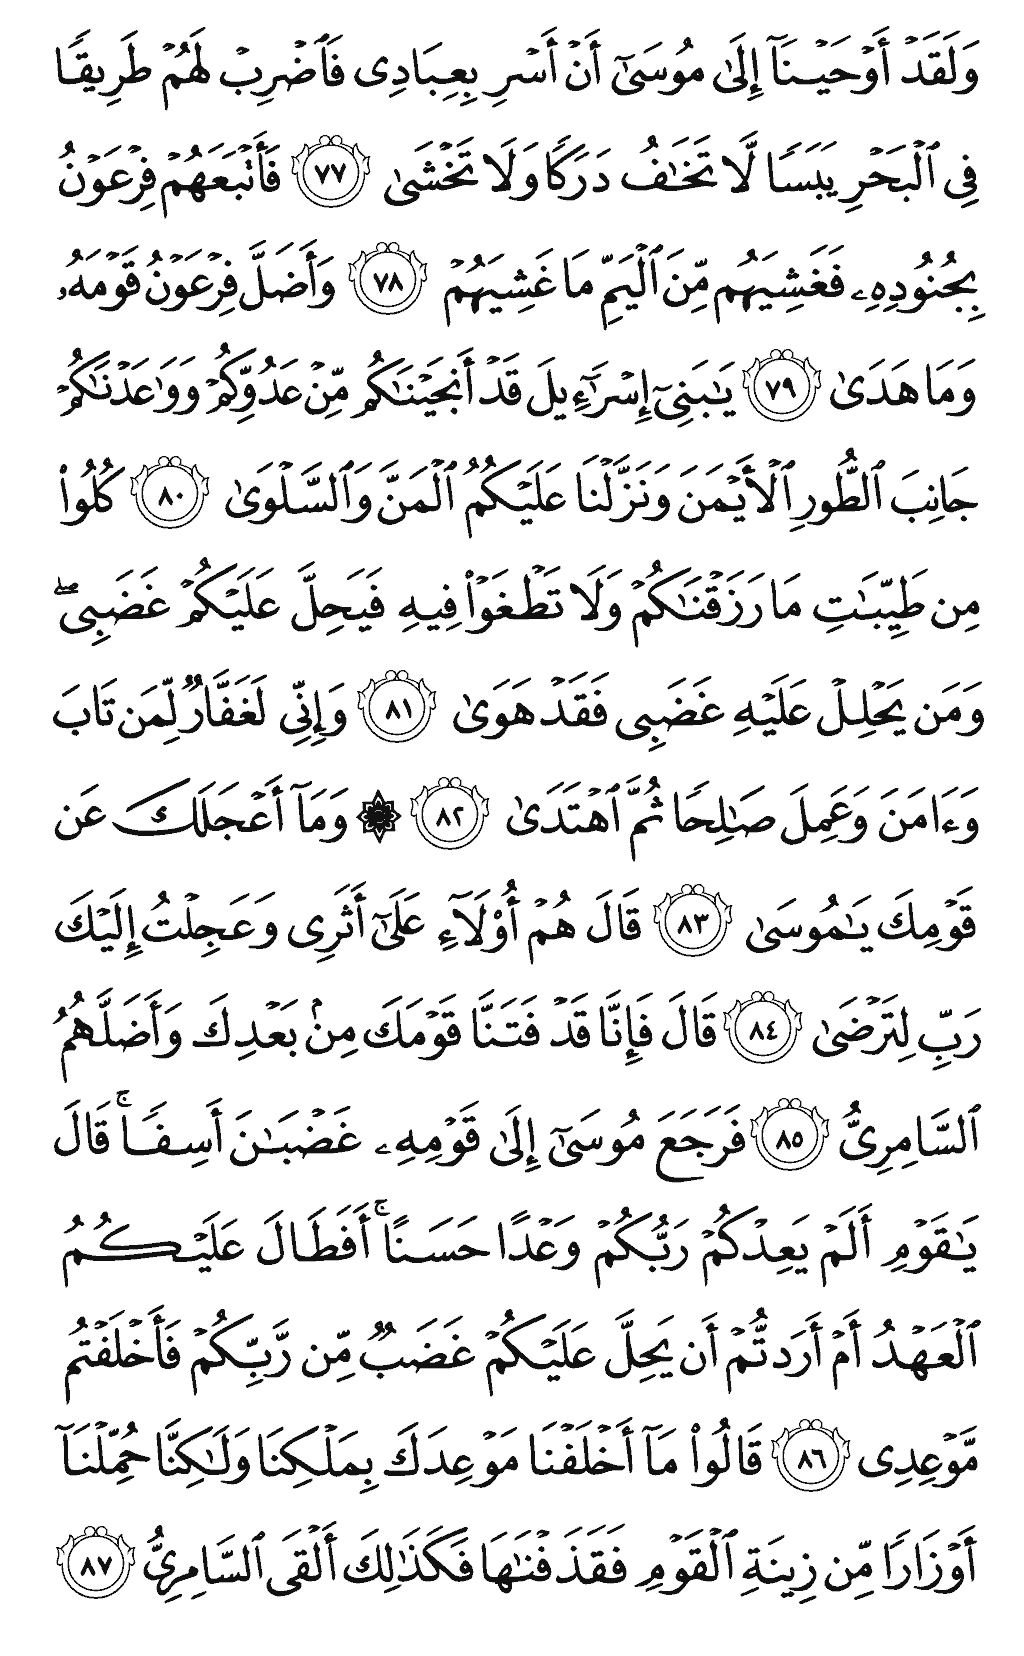 وَلَقَدْ أَوْحَيْنَآ إِلَىٰ مُوسَىٰٓ أَنْ أَسْرِ بِعِبَادِى فَٱضْرِبْ لَهُمْ طَرِيقًا
فِى ٱلْبَحْرِ يَبَسًا لَّا تَخَٰفُ دَرَكًا وَلَا تَخْشَىٰ ﴿٧٧﴾ فَأَتْبَعَهُمْ فِرْعَوْنُ
بِجُنُودِهِۦ فَغَشِيَهُم مِّنَ ٱلْيَمِّ مَا غَشِيَهُمْ ﴿٧٨﴾ وَأَضَلَّ فِرْعَوْنُ قَوْمَهُۥ
وَمَا هَدَىٰ ﴿٧٩﴾ يَٰبَنِىٓ إِسْرَٰٓءِيلَ قَدْ أَنجَيْنَٰكُم مِّنْ عَدُوِّكُمْ وَوَٰعَدْنَٰكُمْ
جَانِبَ ٱلطُّورِ ٱلْأَيْمَنَ وَنَزَّلْنَا عَلَيْكُمُ ٱلْمَنَّ وَٱلسَّلْوَىٰ ﴿٨٠﴾ كُلُوا۟
مِن طَيِّبَٰتِ مَا رَزَقْنَٰكُمْ وَلَا تَطْغَوْا۟ فِيهِ فَيَحِلَّ عَلَيْكُمْ غَضَبِى ۖ
وَمَن يَحْلِلْ عَلَيْهِ غَضَبِى فَقَدْ هَوَىٰ ﴿٨١﴾ وَإِنِّى لَغَفَّارٌ لِّمَن تَابَ
وَءَامَنَ وَعَمِلَ صَٰلِحًا ثُمَّ ٱهْتَدَىٰ ﴿٨٢﴾ ۞ وَمَآ أَعْجَلَكَ عَن
قَوْمِكَ يَٰمُوسَىٰ ﴿٨٣﴾ قَالَ هُمْ أُو۟لَآءِ عَلَىٰٓ أَثَرِى وَعَجِلْتُ إِلَيْكَ
رَبِّ لِتَرْضَىٰ ﴿٨٤﴾ قَالَ فَإِنَّا قَدْ فَتَنَّا قَوْمَكَ مِنۢ بَعْدِكَ وَأَضَلَّهُمُ
ٱلسَّامِرِىُّ ﴿٨٥﴾ فَرَجَعَ مُوسَىٰٓ إِلَىٰ قَوْمِهِۦ غَضْبَٰنَ أَسِفًا ۚ قَالَ
يَٰقَوْمِ أَلَمْ يَعِدْكُمْ رَبُّكُمْ وَعْدًا حَسَنًا ۚ أَفَطَالَ عَلَيْكُمُ
ٱلْعَهْدُ أَمْ أَرَدتُّمْ أَن يَحِلَّ عَلَيْكُمْ غَضَبٌ مِّن رَّبِّكُمْ فَأَخْلَفْتُم
مَّوْعِدِى ﴿٨٦﴾ قَالُوا۟ مَآ أَخْلَفْنَا مَوْعِدَكَ بِمَلْكِنَا وَلَٰكِنَّا حُمِّلْنَآ
أَوْزَارًا مِّن زِينَةِ ٱلْقَوْمِ فَقَذَفْنَٰهَا فَكَذَٰلِكَ أَلْقَى ٱلسَّامِرِىُّ ﴿٨٧﴾